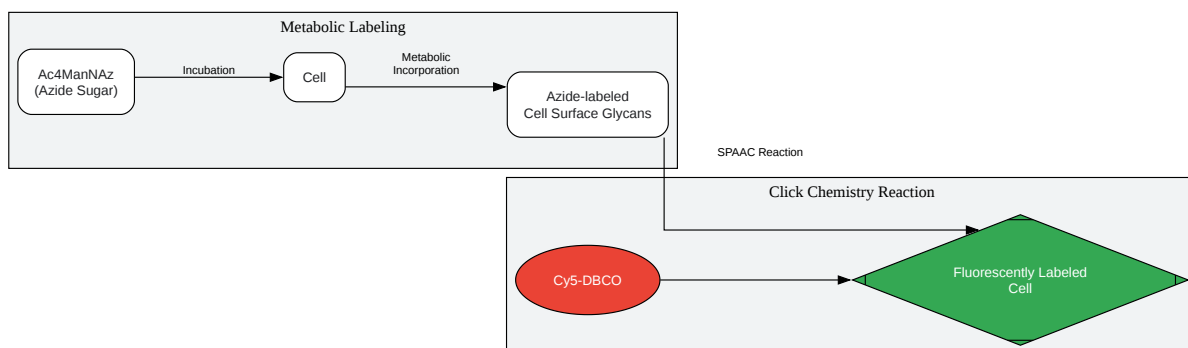 Metabolic Labeling
Ac4ManNAz
(Azide Sugar)
Incubation
Cell
Metabolic
Incorporation
Azide-labeled
Cell Surface Glycans
SPAAC Reaction
Click Chemistry Reaction
Cy5-DBCO
Fluorescently Labeled
Cell